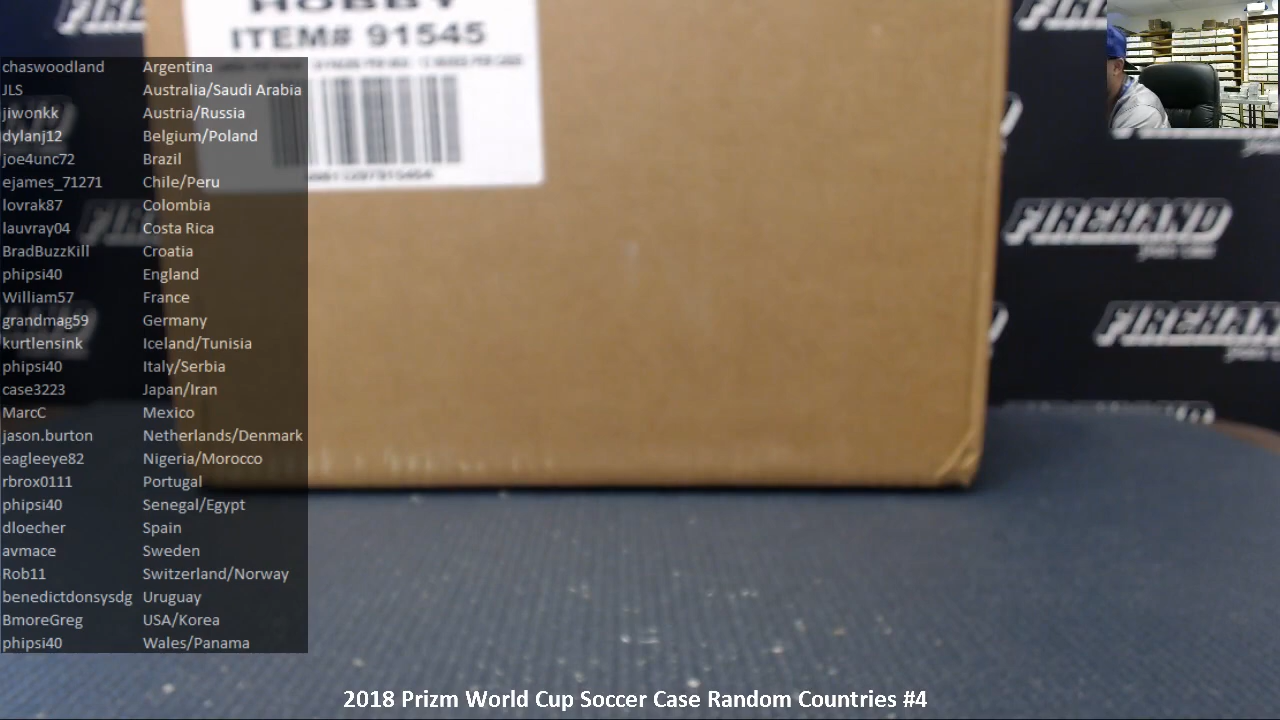 HOBBY
ITEM# 91545
chaswoodland Argentina
JLS Australia/Saudi Arabia
jiwonkk Austria/Russia
dylanj12 Belgium/Poland
joe4unc72 Brazil
ejames_71271 Chile/Peru
lovrak87 Colombia
lauvray04 Costa Rica
BradBuzzKill Croatia
phipsi40 England
William57 France
grandmag59 Germany
kurtlensink Iceland/Tunisia
phipsi40 Italy/Serbia
case3223 Japan/Iran
MarcC Mexico
jason.burton Netherlands/Denmark
eagleeye82 Nigeria/Morocco
rbrox0111 Portugal
phipsi40 Senegal/Egypt
dloecher Spain
avmace Sweden
Rob11 Switzerland/Norway
benedictdonsysdg Uruguay
BmoreGreg USA/Korea
phipsi40 Wales/Panama
FIREHAND
FIREHAND
2018 Prizm World Cup Soccer Case Random Countries #4